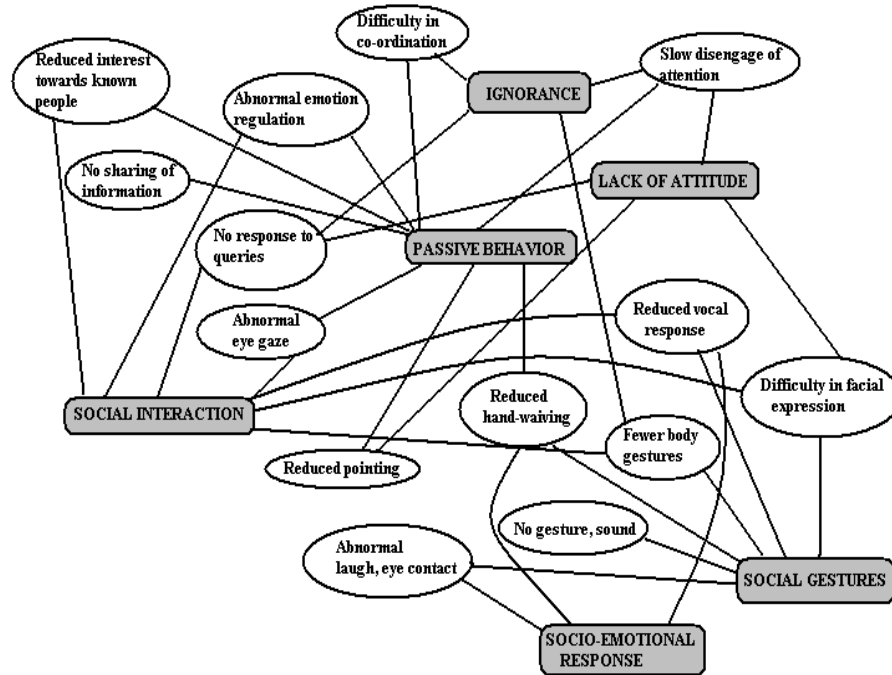 Difficulty in
co-ordination
Reduced interest
towards known
people
Slow disengage of
attention
IGNORANCE
Abnormal emotion
regulation
No sharing of
information
LACK OF ATTITUDE
No response to
queries
PASSIVE BEHAVIOR
Reduced vocal
response
Abnormal
eye gaze
Difficulty in facial
expression
Reduced
hand-waiving
SOCIAL INTERACTION
Fewer body
gestures
Reduced pointing
No gesture, sound
Abnormal
laugh, eye contact
SOCIAL GESTURES
SOCIO-EMOTIONAL
RESPONSE